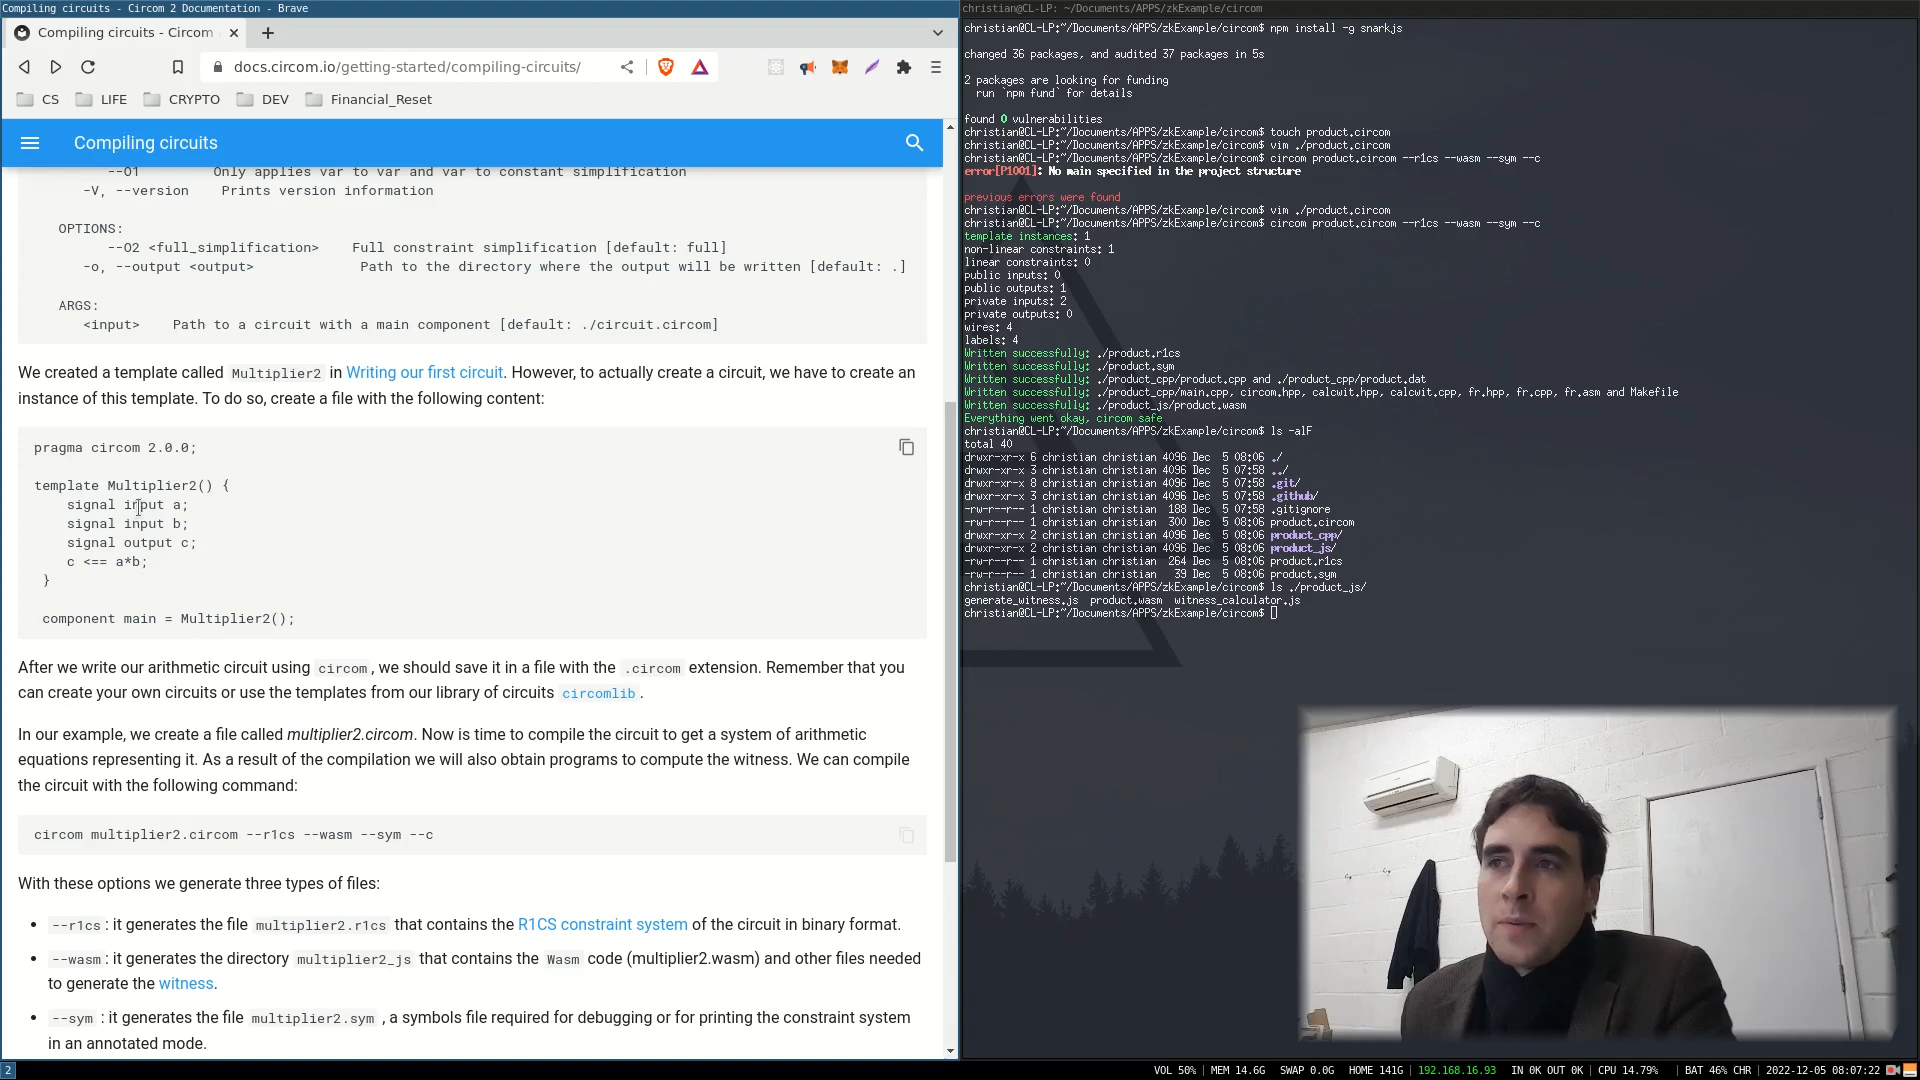 Compiling circuits - Circom 2 Documentation - Brave
Compiling circuits - Circom
docs.circom.io/getting-started/compiling-circuits/
CS LIFE CRYPTO DEV Financial_Reset
Compiling circuits
--O1 Only applies var to var and var to constant simplification
-V, --version Prints version information
OPTIONS:
--O2 <full_simplification> Full constraint simplification [default: full]
-o, --output <output> Path to the directory where the output will be written [default: .]
ARGS:
<input> Path to a circuit with a main component [default: ./circuit.circom]
We created a template called Multiplier2 in Writing our first circuit. However, to actually create a circuit, we have to create an
instance of this template. To do so, create a file with the following content:
pragma circom 2.0.0;
template Multiplier2() {
signal input a;
signal input b;
signal output c;
c <== a*b;
}
component main = Multiplier2();
After we write our arithmetic circuit using circom, we should save it in a file with the .circom extension. Remember that you
can create your own circuits or use the templates from our library of circuits circomlib.
In our example, we create a file called multiplier2.circom. Now is time to compile the circuit to get a system of arithmetic
equations representing it. As a result of the compilation we will also obtain programs to compute the witness. We can compile
the circuit with the following command:
circom multiplier2.circom --r1cs --wasm --sym --c
With these options we generate three types of files:
• --r1cs: it generates the file multiplier2.r1cs that contains the R1CS constraint system of the circuit in binary format.
• --wasm: it generates the directory multiplier2_js that contains the Wasm code (multiplier2.wasm) and other files needed
to generate the witness.
• --sym : it generates the file multiplier2.sym , a symbols file required for debugging or for printing the constraint system
in an annotated mode.
christian@CL-LP: ~/Documents/APPS/zkExample/circom
christian@CL-LP:~/Documents/APPS/zkExample/circom$ npm install -g snarkjs
changed 36 packages, and audited 37 packages in 5s
2 packages are looking for funding
run `npm fund` for details
found 0 vulnerabilities
christian@CL-LP:~/Documents/APPS/zkExample/circom$ touch product.circom
christian@CL-LP:~/Documents/APPS/zkExample/circom$ vim ./product.circom
christian@CL-LP:~/Documents/APPS/zkExample/circom$ circom product.circom --r1cs --wasm --sym --c
error[P1001]: No main specified in the project structure
previous errors were found
christian@CL-LP:~/Documents/APPS/zkExample/circom$ vim ./product.circom
christian@CL-LP:~/Documents/APPS/zkExample/circom$ circom product.circom --r1cs --wasm --sym --c
template instances: 1
non-linear constraints: 1
linear constraints: 0
public inputs: 0
public outputs: 1
private inputs: 2
private outputs: 0
wires: 4
labels: 4
Written successfully: ./product.r1cs
Written successfully: ./product.sym
Written successfully: ./product_cpp/product.cpp and ./product_cpp/product.dat
Written successfully: ./product_cpp/main.cpp, circom.hpp, calcwit.hpp, calcwit.cpp, fr.hpp, fr.cpp, fr.asm and Makefile
Written successfully: ./product_js/product.wasm
Everything went okay, circom safe
christian@CL-LP:~/Documents/APPS/zkExample/circom$ ls -alF
total 40
drwxr-xr-x 6 christian christian 4096 Dec 5 08:06 ./
drwxr-xr-x 3 christian christian 4096 Dec 5 07:58 ../
drwxr-xr-x 8 christian christian 4096 Dec 5 07:58 .git/
drwxr-xr-x 3 christian christian 4096 Dec 5 07:58 .github/
-rw-r--r-- 1 christian christian 188 Dec 5 07:58 .gitignore
-rw-r--r-- 1 christian christian 300 Dec 5 08:06 product.circom
drwxr-xr-x 2 christian christian 4096 Dec 5 08:06 product_cpp/
drwxr-xr-x 2 christian christian 4096 Dec 5 08:06 product_js/
-rw-r--r-- 1 christian christian 264 Dec 5 08:06 product.r1cs
-rw-r--r-- 1 christian christian 39 Dec 5 08:06 product.sym
christian@CL-LP:~/Documents/APPS/zkExample/circom$ ls ./product_js/
generate_witness.js product.wasm witness_calculator.js
christian@CL-LP:~/Documents/APPS/zkExample/circom$
2
VOL 50% | MEM 14.6G SWAP 0.0G HOME 141G | 192.168.16.93 IN 0K OUT 0K | CPU 14.79% | BAT 46% CHR | 2022-12-05 08:07:22